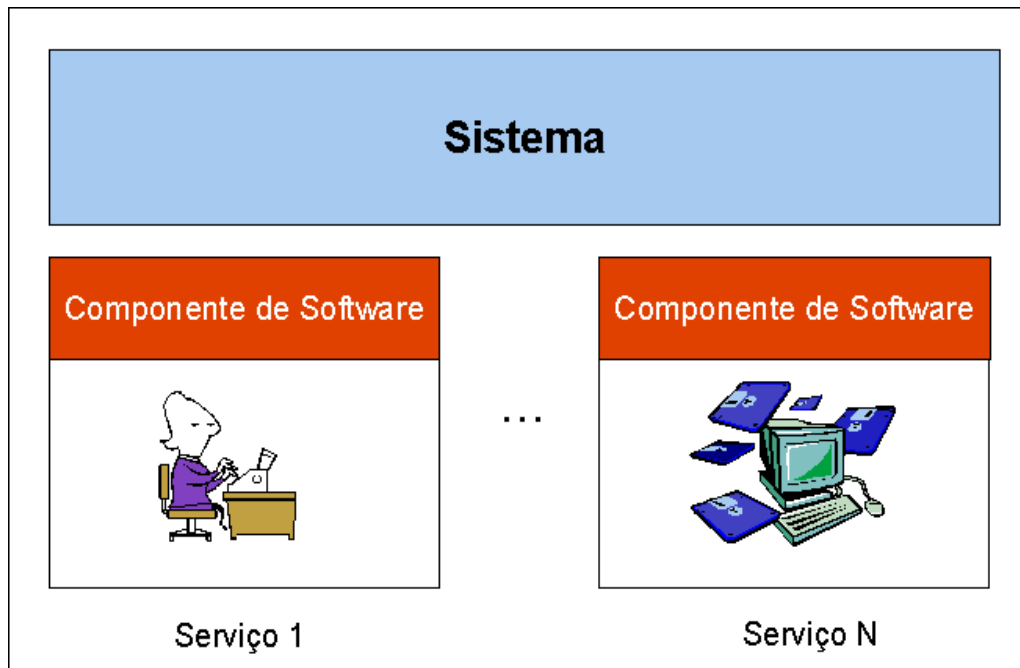 Sistema
Componente de Software
Componente de Software
...
Serviço 1
Serviço N